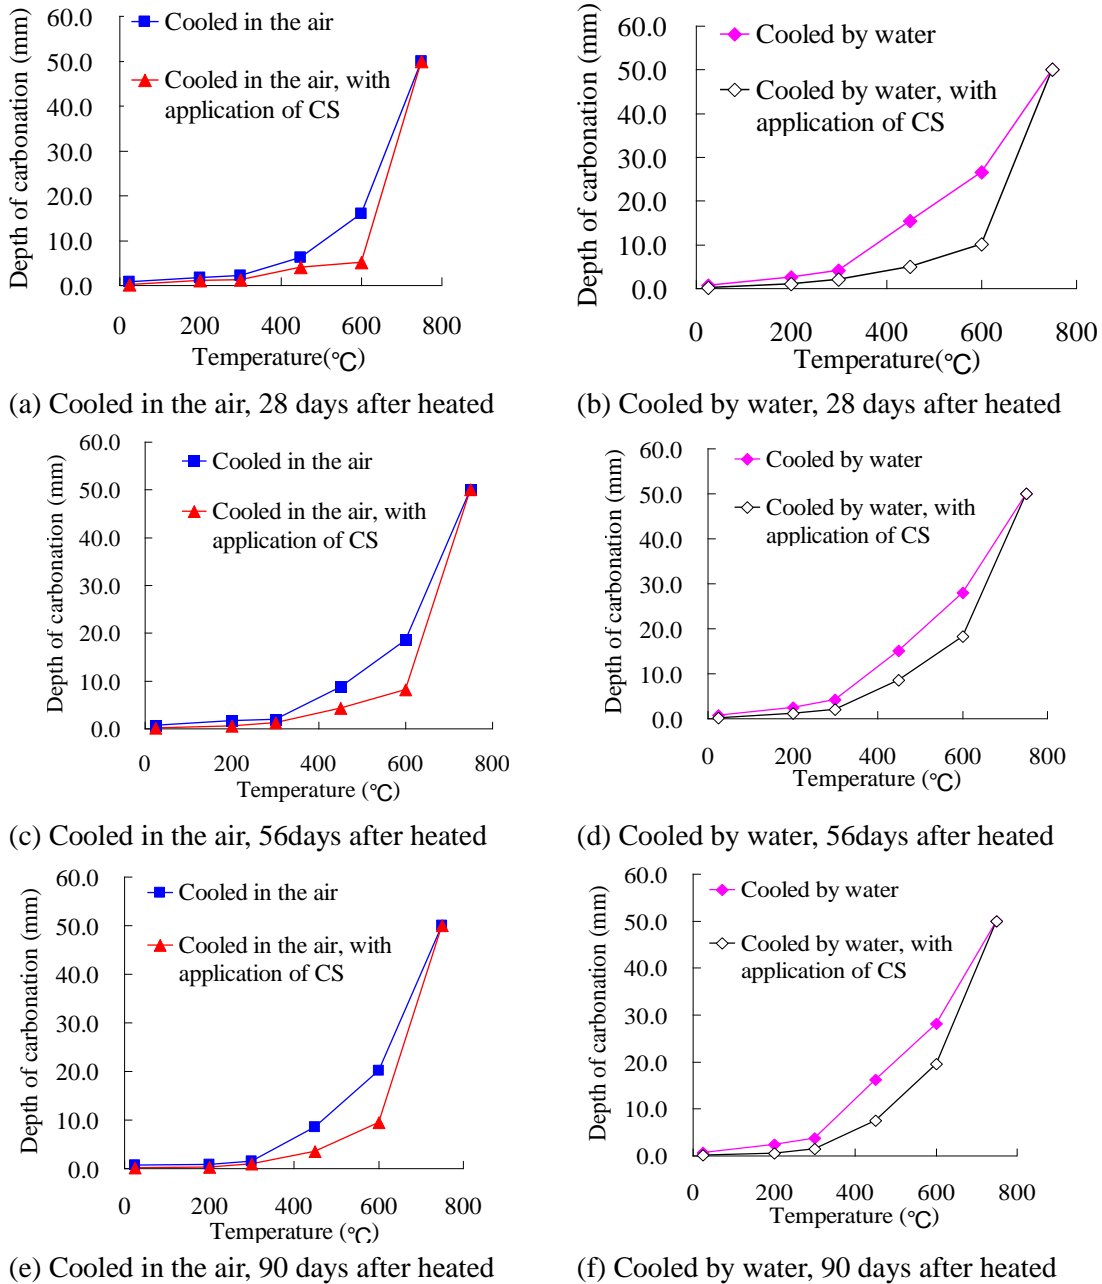 60.0
50.0
40.0
30.0
20.0
10.0
0.0
Depth of carbonation (mm)
Cooled in the air
Cooled in the air, with
application of CS
0 200 400 600 800
Temperature(℃)
(a) Cooled in the air, 28 days after heated
60.0
50.0
40.0
30.0
20.0
10.0
0.0
Depth of carbonation (mm)
Cooled by water
Cooled by water, with
application of CS
0 200 400 600 800
Temperature(℃)
(b) Cooled by water, 28 days after heated
60.0
50.0
40.0
30.0
20.0
10.0
0.0
Depth of carbonation (mm)
Cooled in the air
Cooled in the air, with
application of CS
0 200 400 600 800
Temperature (℃)
(c) Cooled in the air, 56days after heated
60.0
50.0
40.0
30.0
20.0
10.0
0.0
Depth of carbonation (mm)
Cooled by water
Cooled by water, with
application of CS
0 200 400 600 800
Temperature (℃)
(d) Cooled by water, 56days after heated
60.0
50.0
40.0
30.0
20.0
10.0
0.0
Depth of carbonation (mm)
Cooled in the air
Cooled in the air, with
application of CS
0 200 400 600 800
Temperature (℃)
(e) Cooled in the air, 90 days after heated
60.0
50.0
40.0
30.0
20.0
10.0
0.0
Depth of carbonation (mm)
Cooled by water
Cooled by water, with
application of CS
0 200 400 600 800
Temperature (℃)
(f) Cooled by water, 90 days after heated